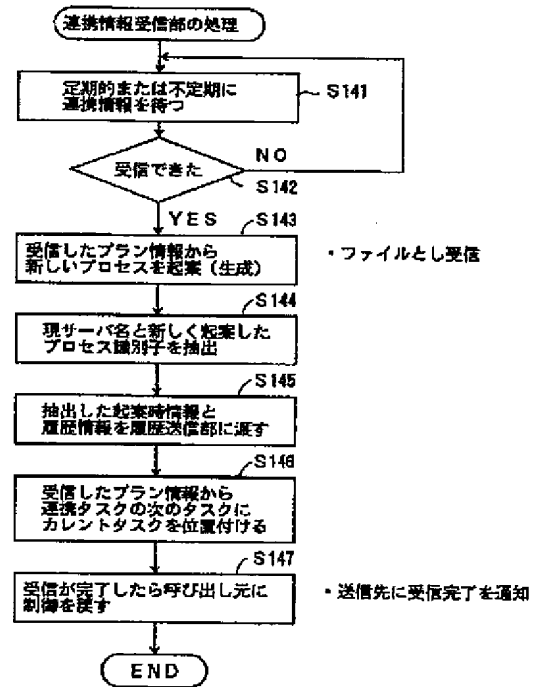 連携情報受信部の処理
定期的または不定期に
連携情報を待つ
S141
受信できた
NO
S142
YES
S143
受信したプラン情報から
新しいプロセスを起案(生成)
・ファイルとし受信
S144
現サーバ名と新しく起案した
プロセス識別子を抽出
S145
抽出した起案時情報と
履歴情報を履歴送信部に渡す
S146
受信したプラン情報から
連携タスクの次のタスクに
カレントタスクを位置付ける
S147
受信が完了したら呼び出し元に
制御を戻す
・送信先に受信完了を通知
END